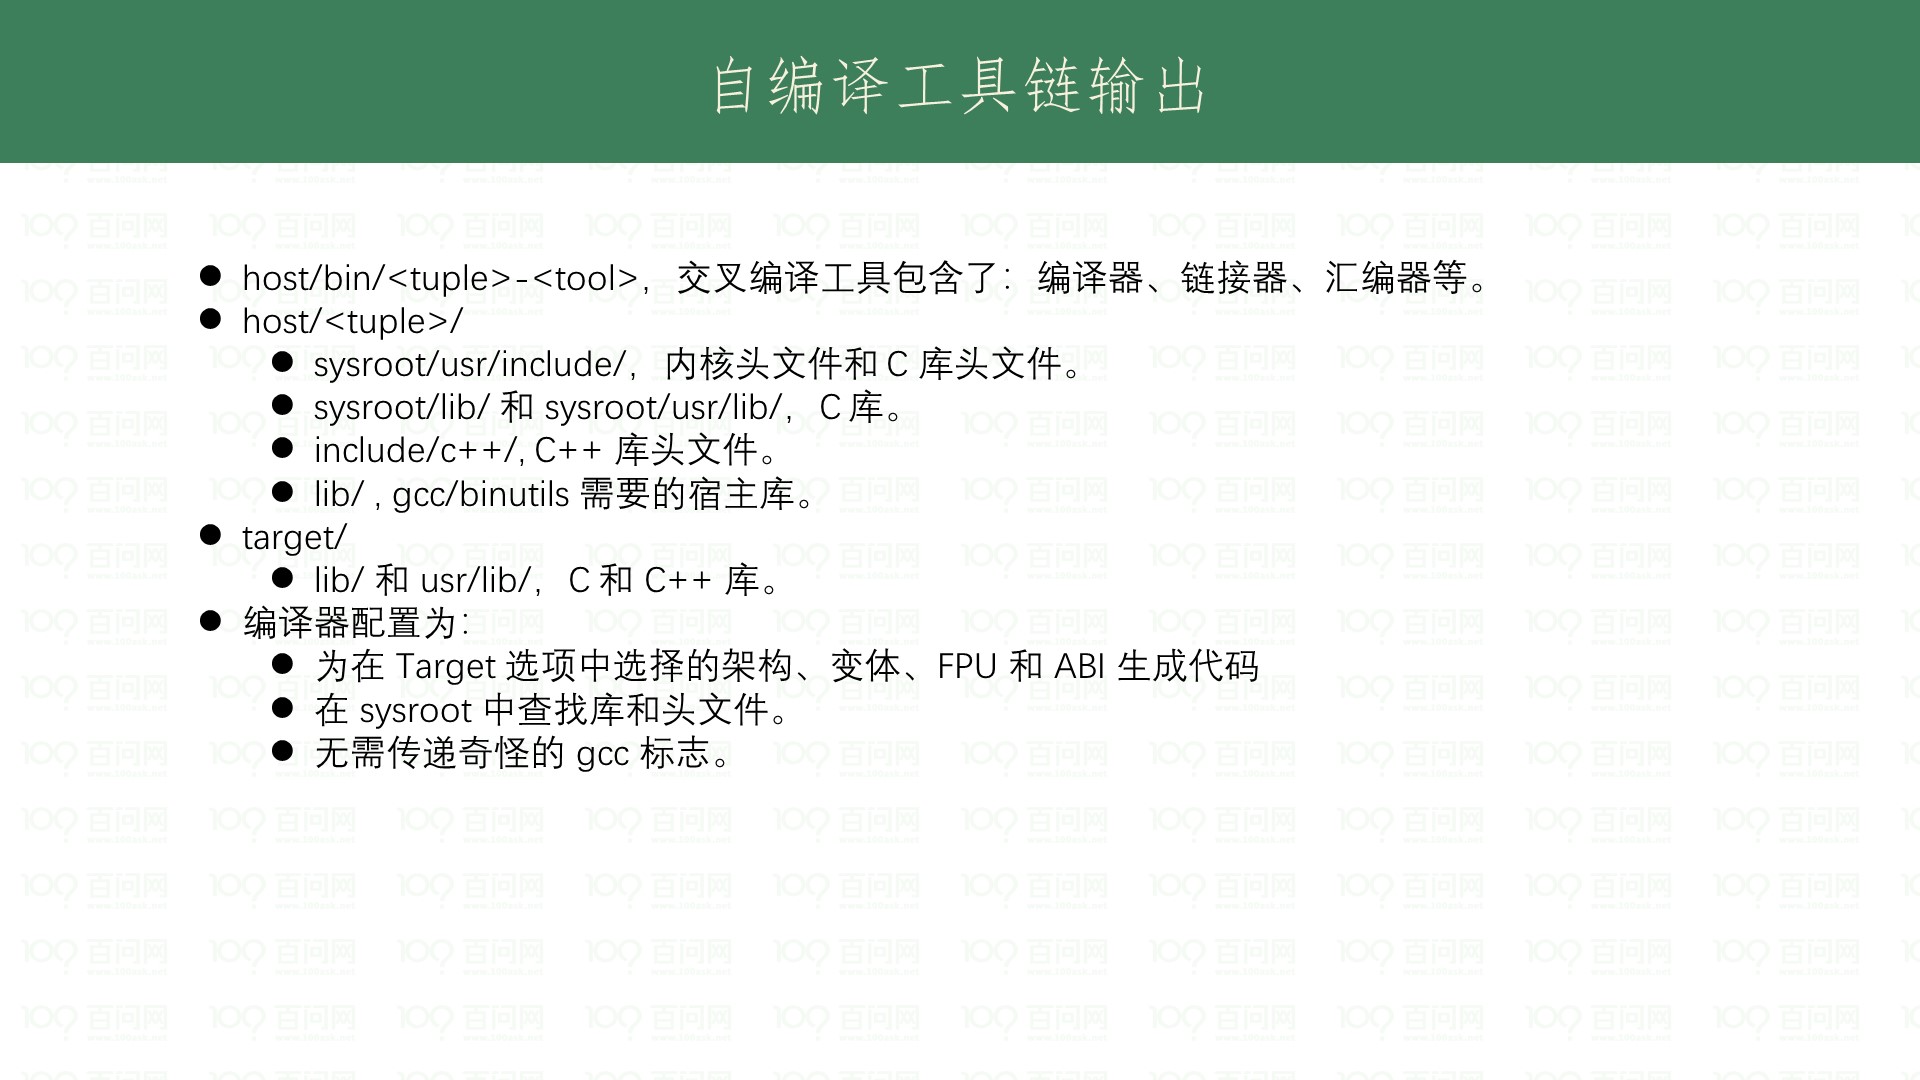 自编译工具链输出
● host/bin/<tuple>-<tool>，交叉编译工具包含了：编译器、链接器、汇编器等。
● host/<tuple>/
● sysroot/usr/include/，内核头文件和 C 库头文件。
● sysroot/lib/ 和 sysroot/usr/lib/，C 库。
● include/c++/, C++ 库头文件。
● lib/ , gcc/binutils 需要的宿主库。
● target/
● lib/ 和 usr/lib/，C 和 C++ 库。
● 编译器配置为：
● 为在 Target 选项中选择的架构、变体、FPU 和 ABI 生成代码
● 在 sysroot 中查找库和头文件。
● 无需传递奇怪的 gcc 标志。